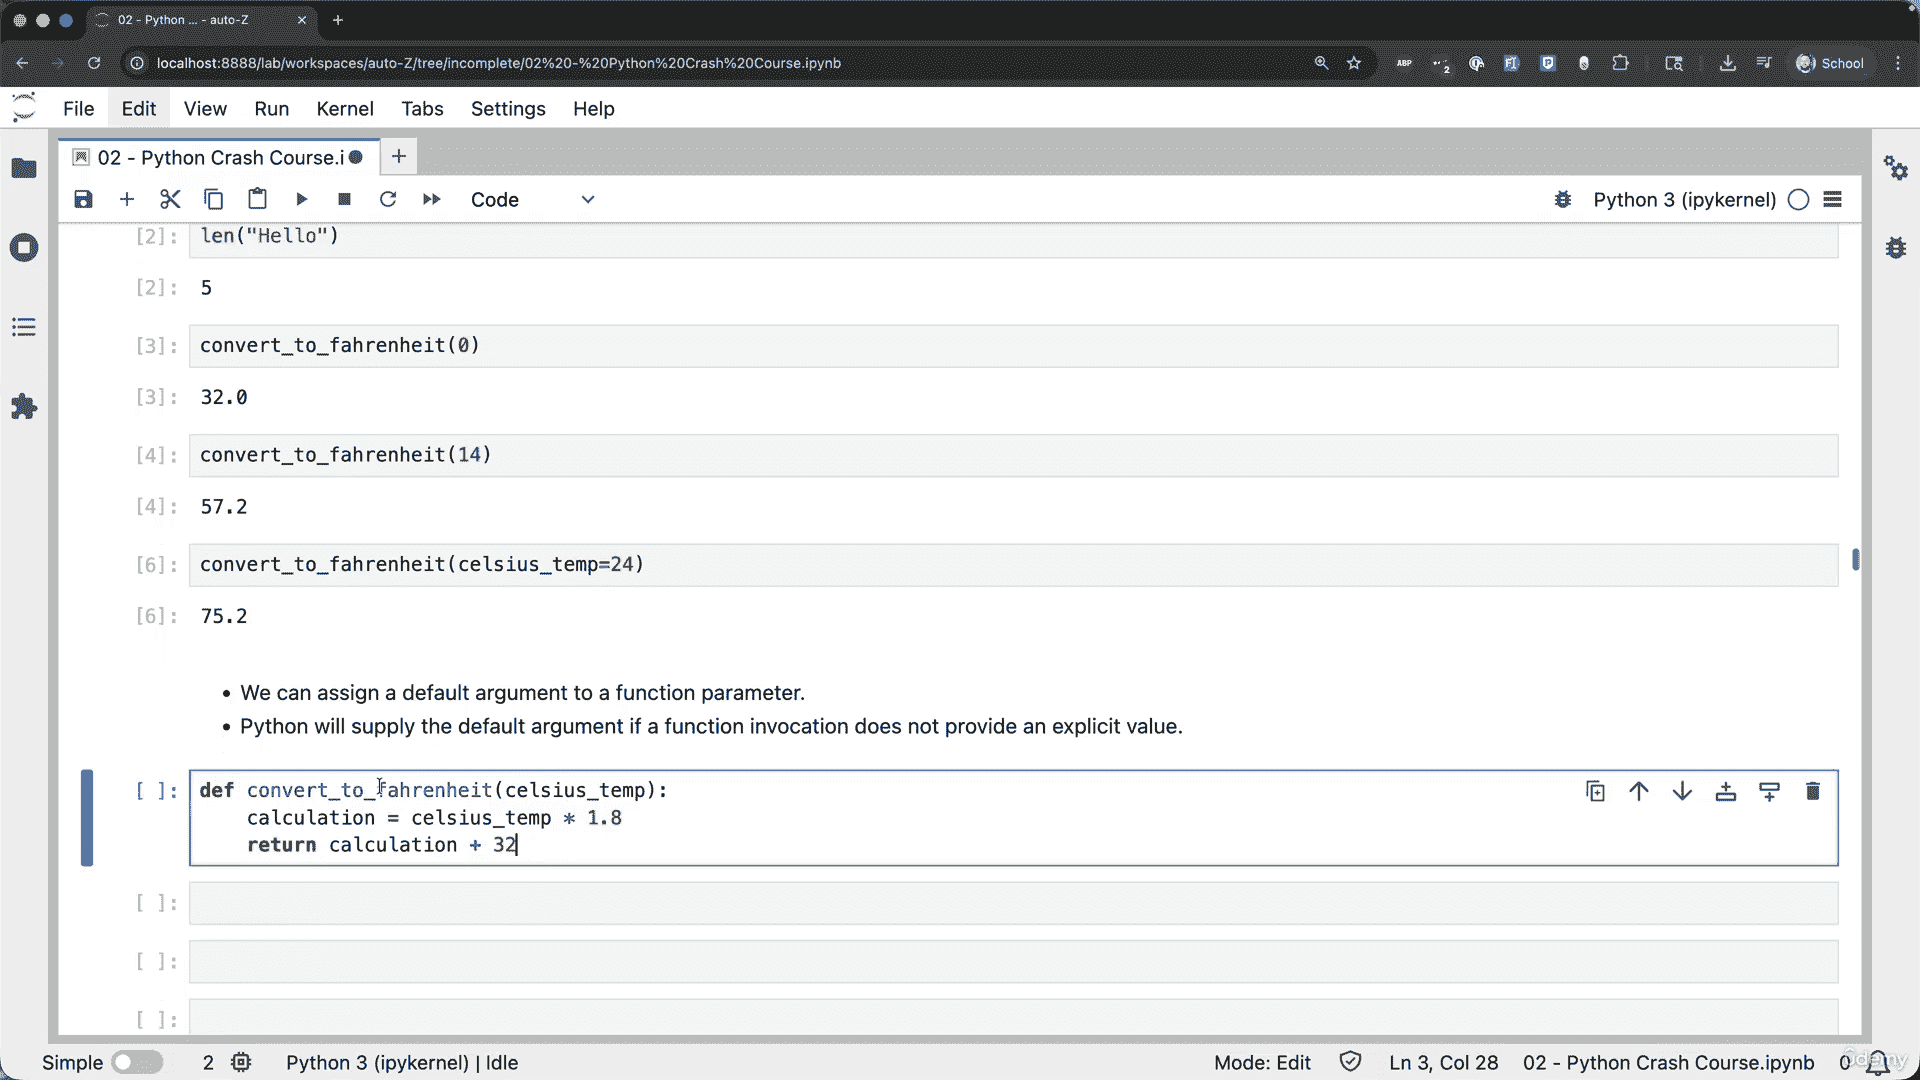 02 - Python ... - auto-Z
localhost:8888/lab/workspaces/auto-Z/tree/incomplete/02%20-%20Python%20Crash%20Course.ipynb
ABP
2
School
File Edit View Run Kernel Tabs Settings Help
02 - Python Crash Course.i
Code
Python 3 (ipykernel)
[2]: len("Hello")
[2]: 5
[3]: convert_to_fahrenheit(0)
[3]: 32.0
[4]: convert_to_fahrenheit(14)
[4]: 57.2
[6]: convert_to_fahrenheit(celsius_temp=24)
[6]: 75.2
• We can assign a default argument to a function parameter.
• Python will supply the default argument if a function invocation does not provide an explicit value.
[ ]: def convert_to_fahrenheit(celsius_temp):
calculation = celsius_temp * 1.8
return calculation + 32
[ ]:
[ ]:
[ ]:
Simple 2 Python 3 (ipykernel) | Idle Mode: Edit Ln 3, Col 28 02 - Python Crash Course.ipynb 0
udemy